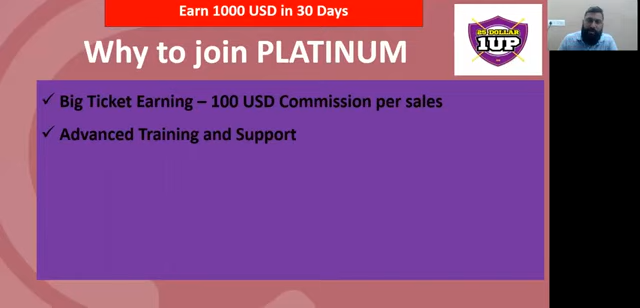 Earn 1000 USD in 30 Days
Why to join PLATINUM
25 DOLLAR
1UP
✓ Big Ticket Earning – 100 USD Commission per sales
✓ Advanced Training and Support